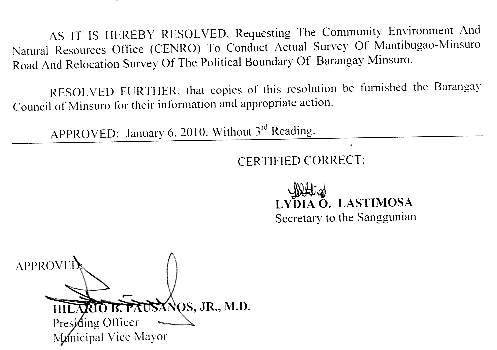 AS IT IS HEREBY RESOLVED, Requesting The Community Environment And
Natural Resources Office (CENRO) To Conduct Actual Survey Of Mantibugao-Minsuro
Road And Relocation Survey Of The Political Boundary Of Barangay Minsuro.
RESOLVED FURTHER, that copies of this resolution be furnished the Barangay
Council of Minsuro for their information and appropriate action.
APPROVED: January 6, 2010. Without 3rd Reading.
CERTIFIED CORRECT:
LYDIA O. LASTIMOSA
Secretary to the Sanggunian
APPROVED:
HILARIO B. PAUSANOS, JR., M.D.
Presiding Officer
Municipal Vice Mayor